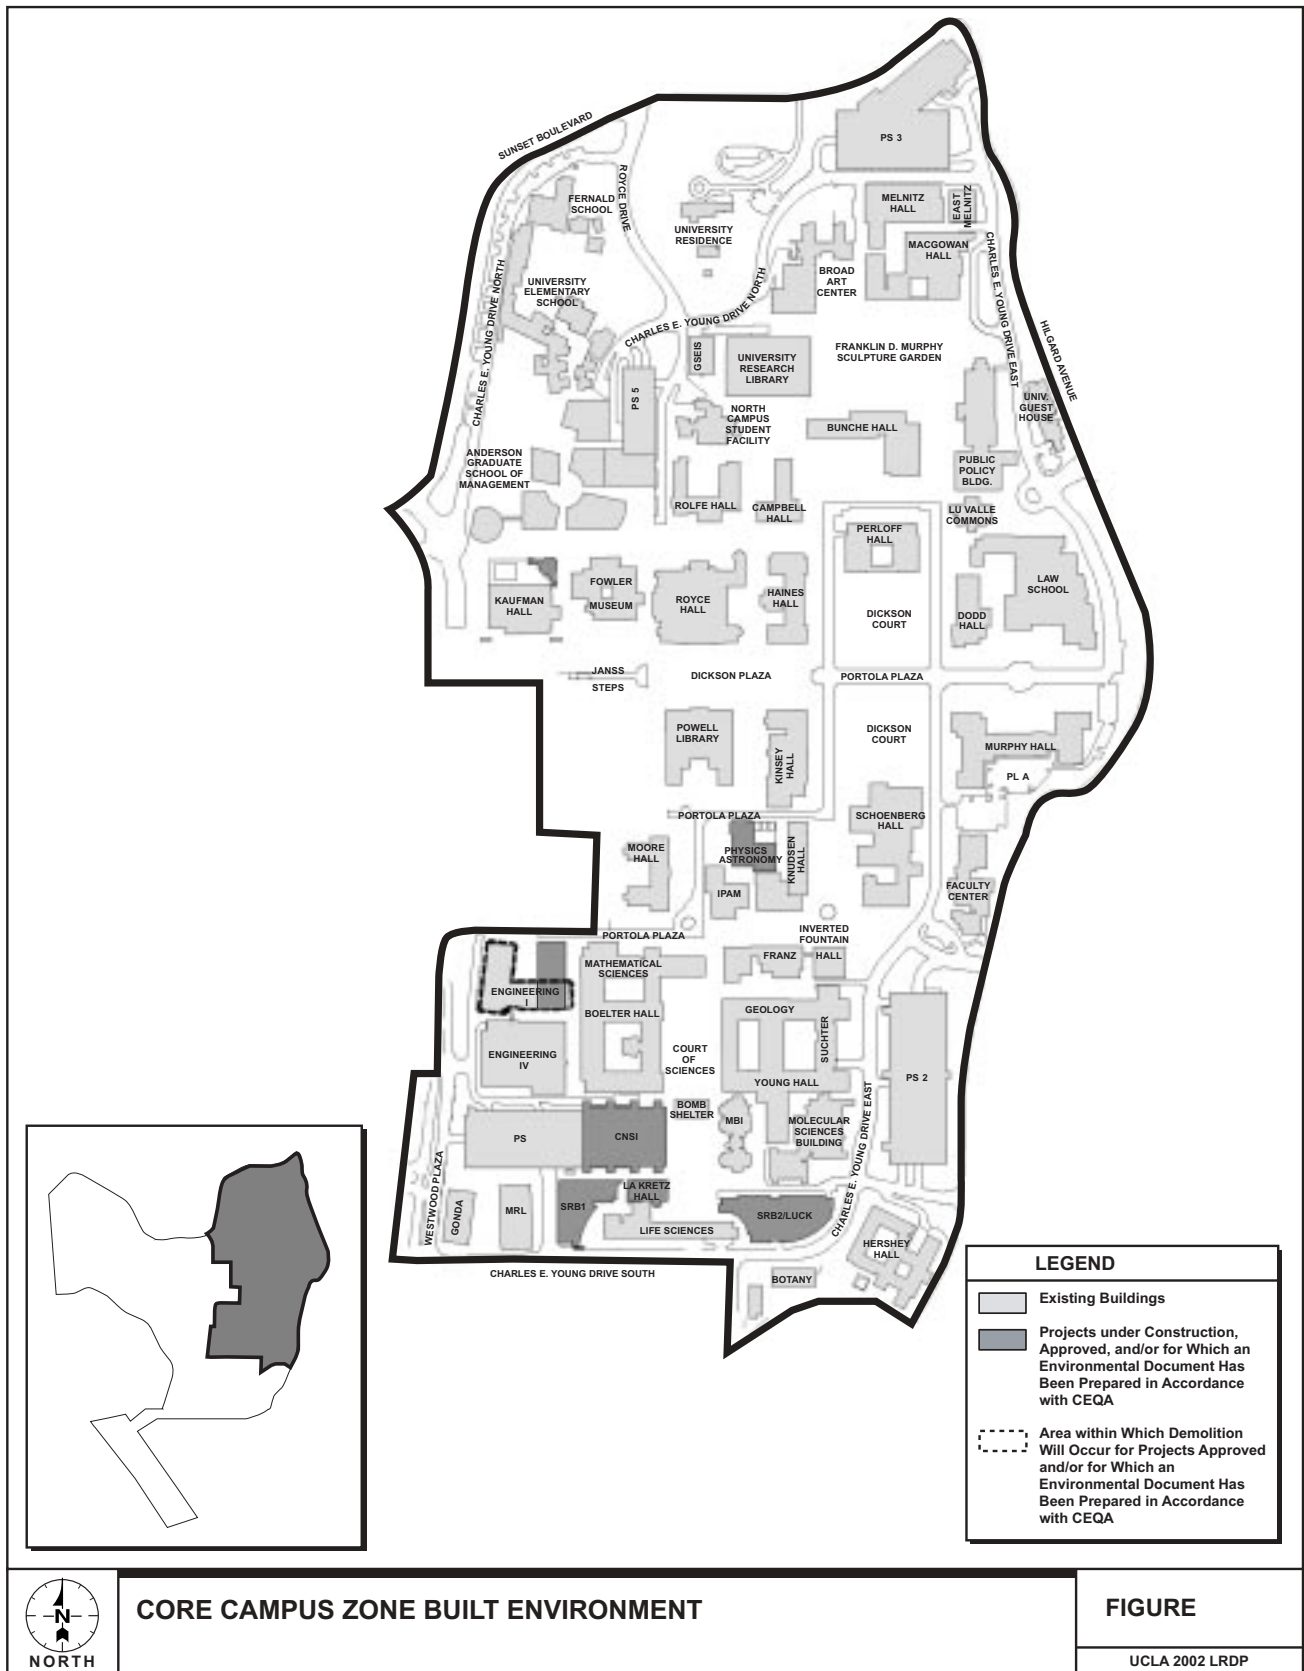 SUNSET BOULEVARD
ROYCE DRIVE
FERNALD
SCHOOL
UNIVERSITY
RESIDENCE
PS 3
MELNITZ
HALL
EAST
MELNITZ
MACGOWAN
HALL
BROAD
ART
CENTER
CHARLES E. YOUNG DRIVE NORTH
UNIVERSITY
ELEMENTARY
SCHOOL
CHARLES E. YOUNG DRIVE NORTH
CHARLES E. YOUNG DRIVE EAST
HILGARD AVENUE
GSEIS
UNIVERSITY
RESEARCH
LIBRARY
FRANKLIN D. MURPHY
SCULPTURE GARDEN
PS 5
NORTH
CAMPUS
STUDENT
FACILITY
BUNCHE HALL
UNIV.
GUEST
HOUSE
ANDERSON
GRADUATE
SCHOOL OF
MANAGEMENT
PUBLIC
POLICY
BLDG.
ROLFE HALL
CAMPBELL
HALL
LU VALLE
COMMONS
PERLOFF
HALL
KAUFMAN
HALL
FOWLER
MUSEUM
ROYCE
HALL
HAINES
HALL
DICKSON
COURT
DODD
HALL
LAW
SCHOOL
JANSS
STEPS
DICKSON PLAZA
PORTOLA PLAZA
POWELL
LIBRARY
KINSEY
HALL
DICKSON
COURT
MURPHY HALL
PL A
PORTOLA PLAZA
SCHOENBERG
HALL
MOORE
HALL
PHYSICS
ASTRONOMY
KNUDSEN
HALL
IPAM
FACULTY
CENTER
PORTOLA PLAZA
INVERTED
FOUNTAIN
MATHEMATICAL
SCIENCES
FRANZ
HALL
ENGINEERING
I
BOELTER HALL
GEOLOGY
SUCHTER
ENGINEERING
IV
COURT
OF
SCIENCES
YOUNG HALL
PS 2
BOMB
SHELTER
MBI
MOLECULAR
SCIENCES
BUILDING
CHARLES E. YOUNG DRIVE EAST
PS
CNSI
WESTWOOD PLAZA
GONDA
MRL
SRB1
LA KRETZ
HALL
LIFE SCIENCES
SRB2/LUCK
HERSHEY
HALL
CHARLES E. YOUNG DRIVE SOUTH
BOTANY
LEGEND
Existing Buildings
Projects under Construction,
Approved, and/or for Which an
Environmental Document Has
Been Prepared in Accordance
with CEQA
Area within Which Demolition
Will Occur for Projects Approved
and/or for Which an
Environmental Document Has
Been Prepared in Accordance
with CEQA
N
NORTH
CORE CAMPUS ZONE BUILT ENVIRONMENT
FIGURE
UCLA 2002 LRDP